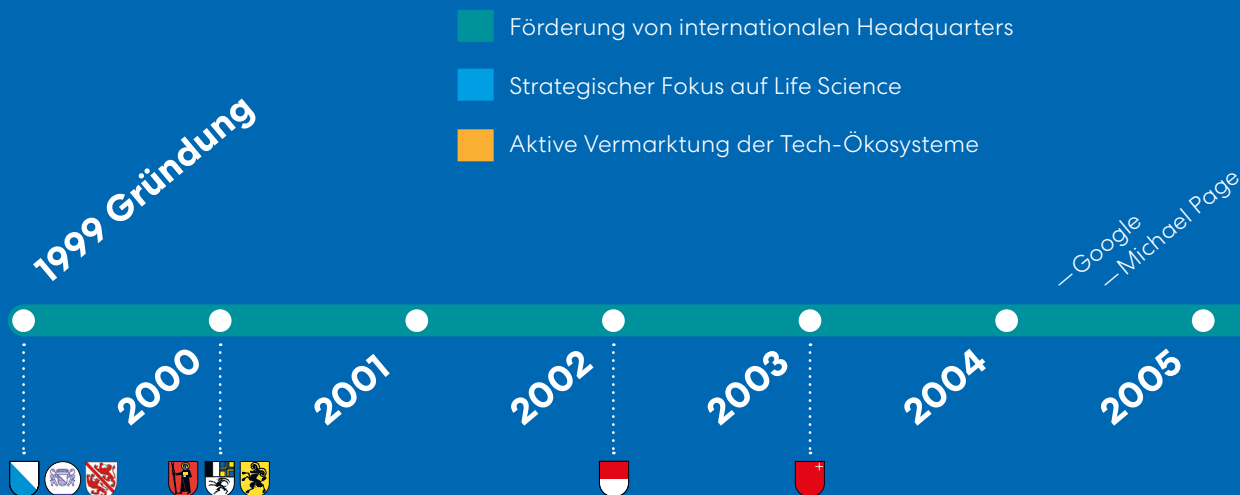 Förderung von internationalen Headquarters
Strategischer Fokus auf Life Science
Aktive Vermarktung der Tech-Ökosysteme
1999 Gründung
—Google
—Michael Page
2000
2001
2002
2003
2004
2005